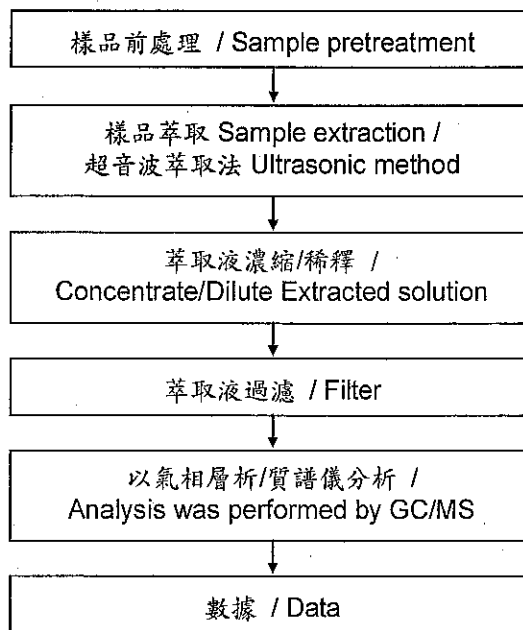 樣品前處理 / Sample pretreatment
樣品萃取 Sample extraction /
超音波萃取法 Ultrasonic method
萃取液濃縮/稀釋 /
Concentrate/Dilute Extracted solution
萃取液過濾 / Filter
以氣相層析/質譜儀分析 /
Analysis was performed by GC/MS
數據 / Data